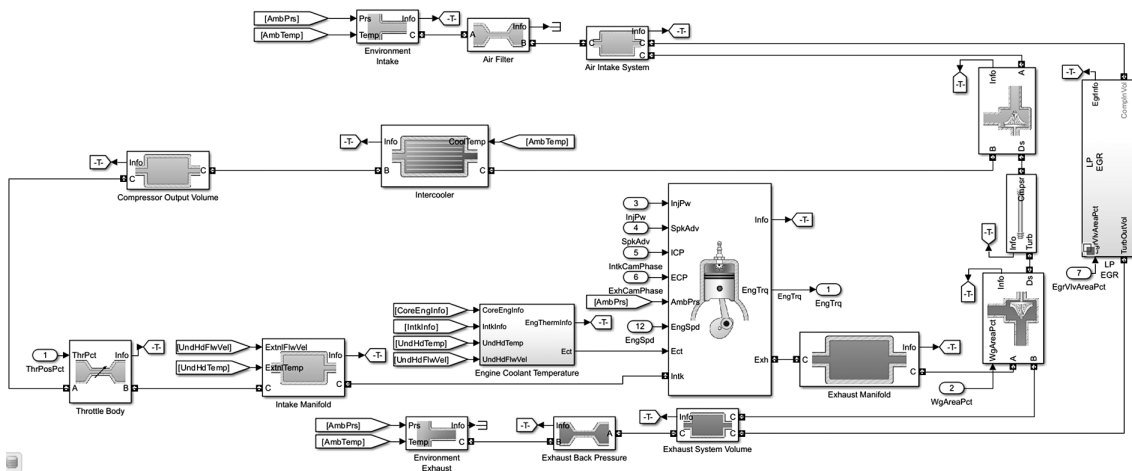 [AmbPrs]
[AmbTemp]
Prs
Info
Temp
C
-T-
Environment
Intake
A
Info
B
Air Filter
C
Info
C
C
-T-
Air Intake System
-T-
Info
A
B
Ds
-T-
EgrInfo
CompInVol
LP
EGR
TurbOutVol
LP
EGR
7
EgrVlvAreaPct
-T-
Info
CoolTemp
[AmbTemp]
B
C
Intercooler
-T-
Info
C
C
Compressor Output Volume
Cmpsr
Info
Turb
-T-
3
InjPw
InjPw
4
SpkAdv
SpkAdv
5
ICP
IntkCamPhase
6
ECP
ExhCamPhase
[AmbPrs]
AmbPrs
12
EngSpd
EngSpd
Ect
Intk
Info
-T-
EngTrq
EngTrq
1
EngTrq
Exh
[CoreEngInfo]
CoreEngInfo
[IntkInfo]
IntkInfo
[UndHdTemp]
UndHdTemp
[UndHdFlwVel]
UndHdFlwVel
EngThermInfo
-T-
Ect
Engine Coolant Temperature
1
ThrPosPct
ThrPct
Info
-T-
A
B
Throttle Body
[UndHdFlwVel]
ExtnlFlwVel
[UndHdTemp]
ExtnlTemp
Info
-T-
C
C
Intake Manifold
C
Info
-T-
C
Exhaust Manifold
-T-
Info
Ds
WgAreaPct
A
B
2
WgAreaPct
[AmbPrs]
[AmbTemp]
Prs
Info
Temp
C
Environment
Exhaust
-T-
Info
B
A
Exhaust Back Pressure
-T-
Info
C
C
C
Exhaust System Volume